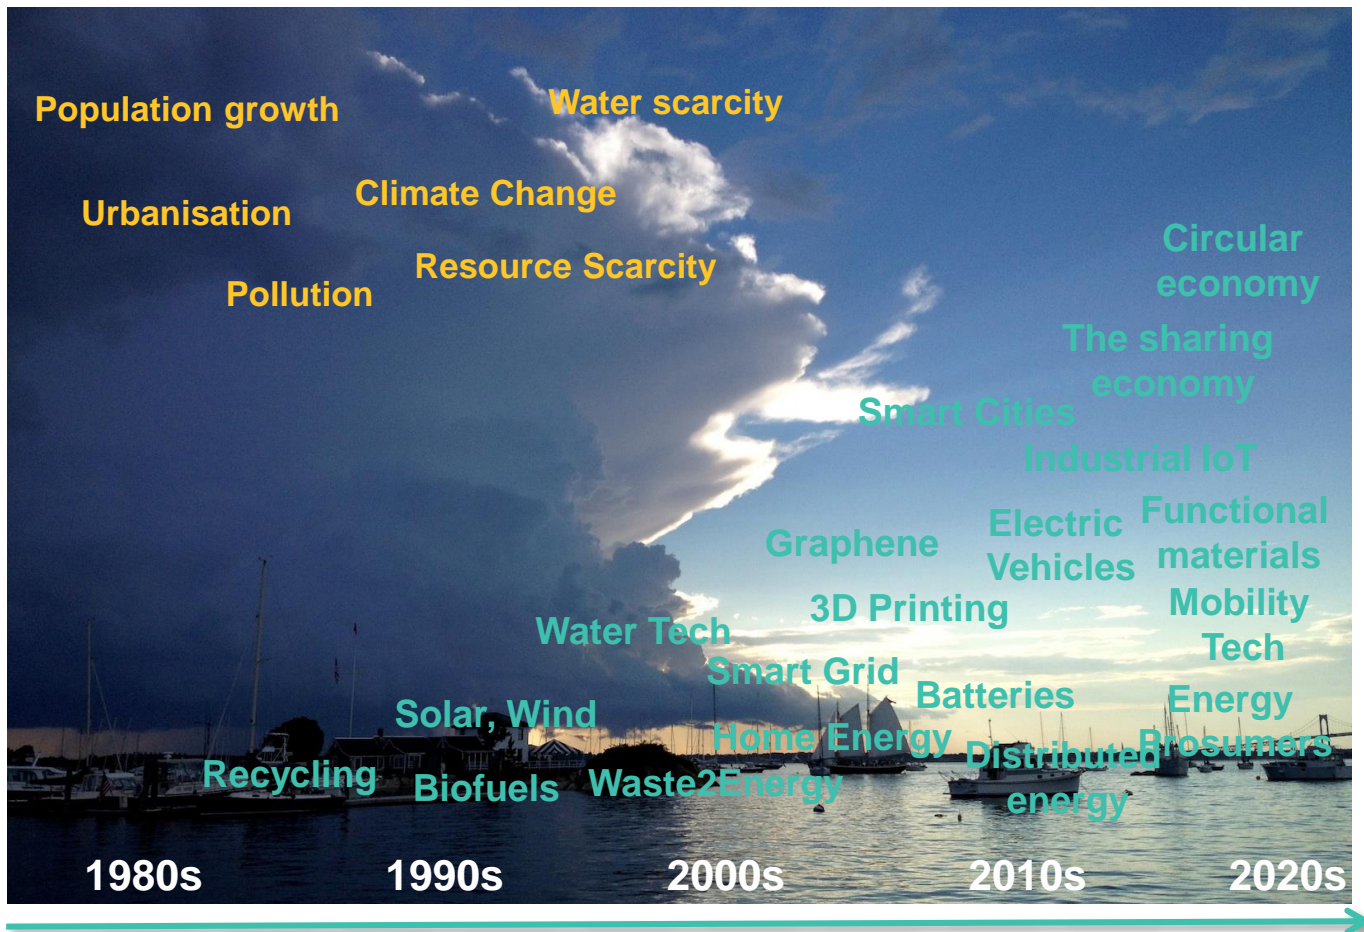 Population growth
Water scarcity
Climate Change
Urbanisation
Resource Scarcity
Pollution
Circular
economy
The sharing
economy
Smart Cities
Industrial IoT
Functional
materials
Electric
Vehicles
Graphene
3D Printing
Mobility
Tech
Water Tech
Smart Grid
Batteries
Energy
Prosumers
Solar, Wind
Home Energy
Distributed
energy
Recycling
Biofuels
Waste2Energy
1980s
1990s
2000s
2010s
2020s